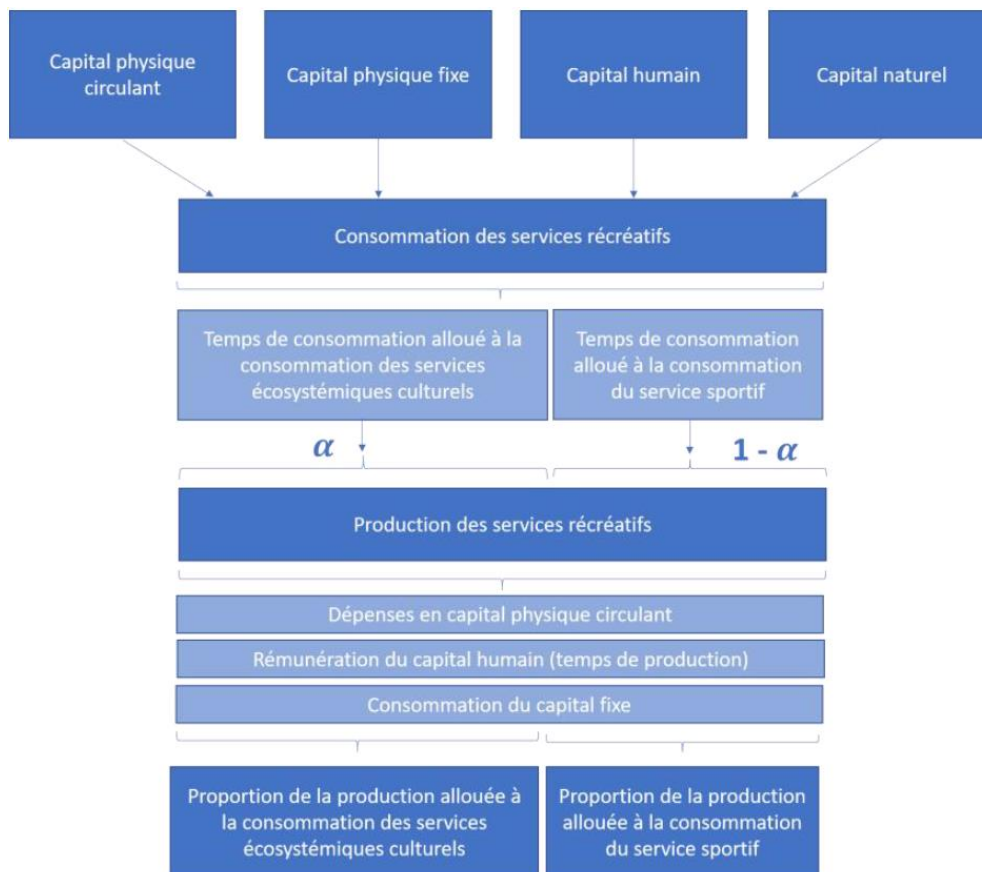 Capital physique
circulant
Capital physique fixe
Capital humain
Capital naturel
Consommation des services récréatifs
Temps de consommation alloué à la
consommation des services
écosystémiques culturels
Temps de consommation
alloué à la consommation
du service sportif
α
1 - α
Production des services récréatifs
Dépenses en capital physique circulant
Rémunération du capital humain (temps de production)
Consommation du capital fixe
Proportion de la production allouée à
la consommation des services
écosystémiques culturels
Proportion de la production
allouée à la consommation
du service sportif